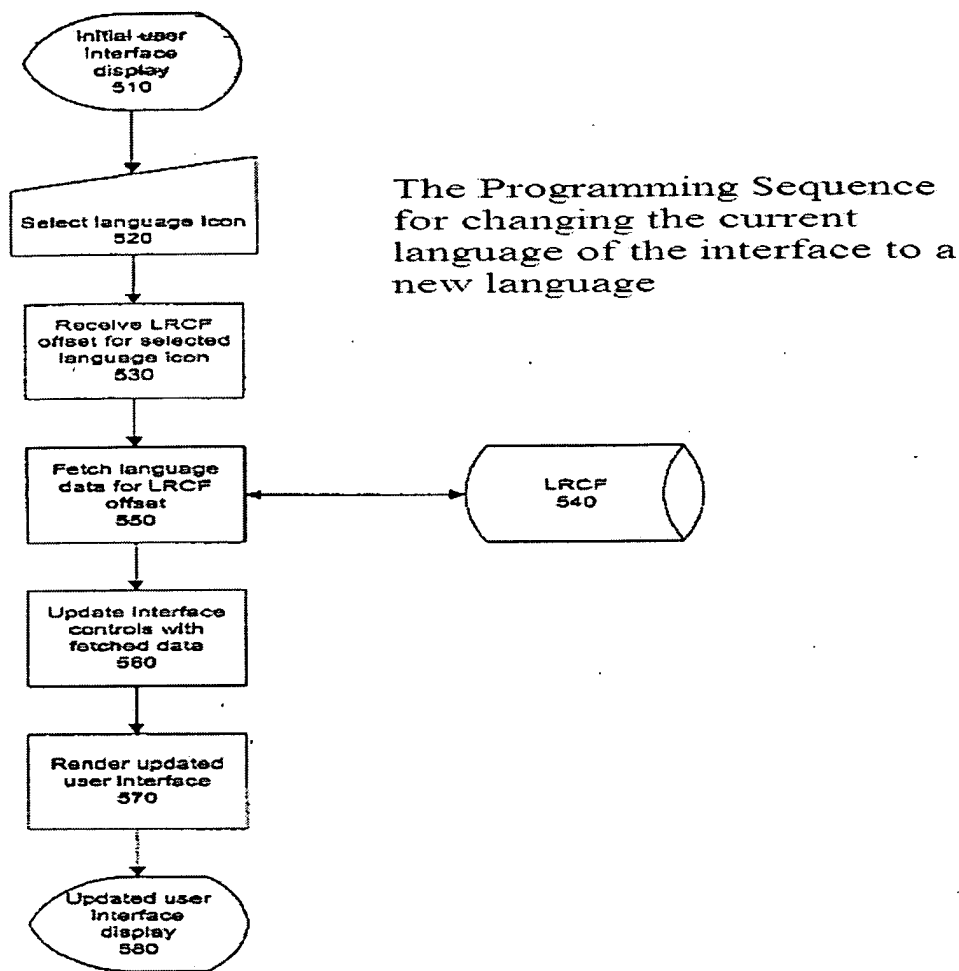 Initial user
Interface
display
510
Select language Icon
520
The Programming Sequence
for changing the current
language of the interface to a
new language
Receive LRCF
offset for selected
language Icon
530
Fetch language
data for LRCF
offset
550
LRCF
540
Update Interface
controls with
fetched data
560
Render updated
user Interface
570
Updated user
Interface
display
580